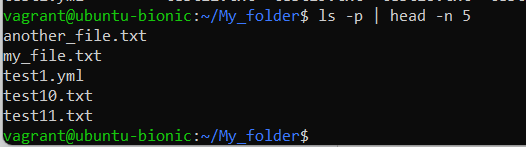 vagrant@ubuntu-bionic:~/My_folder$ ls -p | head -n 5
another_file.txt
my_file.txt
test1.yml
test10.txt
test11.txt
vagrant@ubuntu-bionic:~/My_folder$